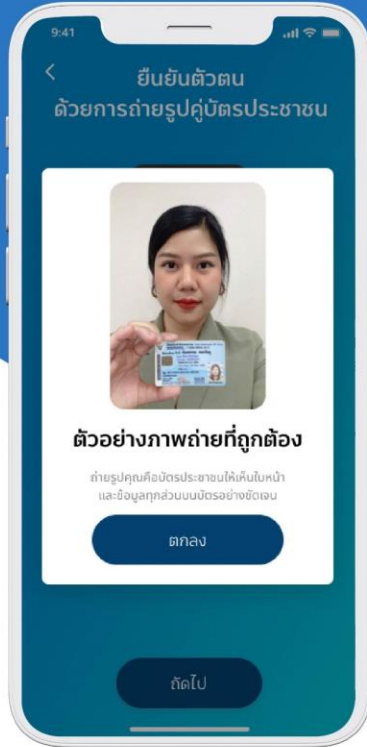 9:41
ยืนยันตัวตน
ด้วยการถ่ายรูปคู่บัตรประชาชน
ตัวอย่างภาพถ่ายที่ถูกต้อง
ถ่ายรูปคุณถือบัตรประชาชนให้เห็นใบหน้า
และข้อมูลทุกส่วนบนบัตรอย่างชัดเจน
ตกลง
ถัดไป